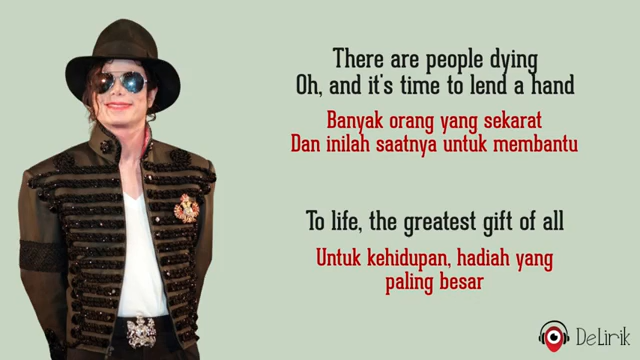 There are people dying
Oh, and it's time to lend a hand
Banyak orang yang sekarat
Dan inilah saatnya untuk membantu
To life, the greatest gift of all
Untuk kehidupan, hadiah yang
paling besar
DeLirik